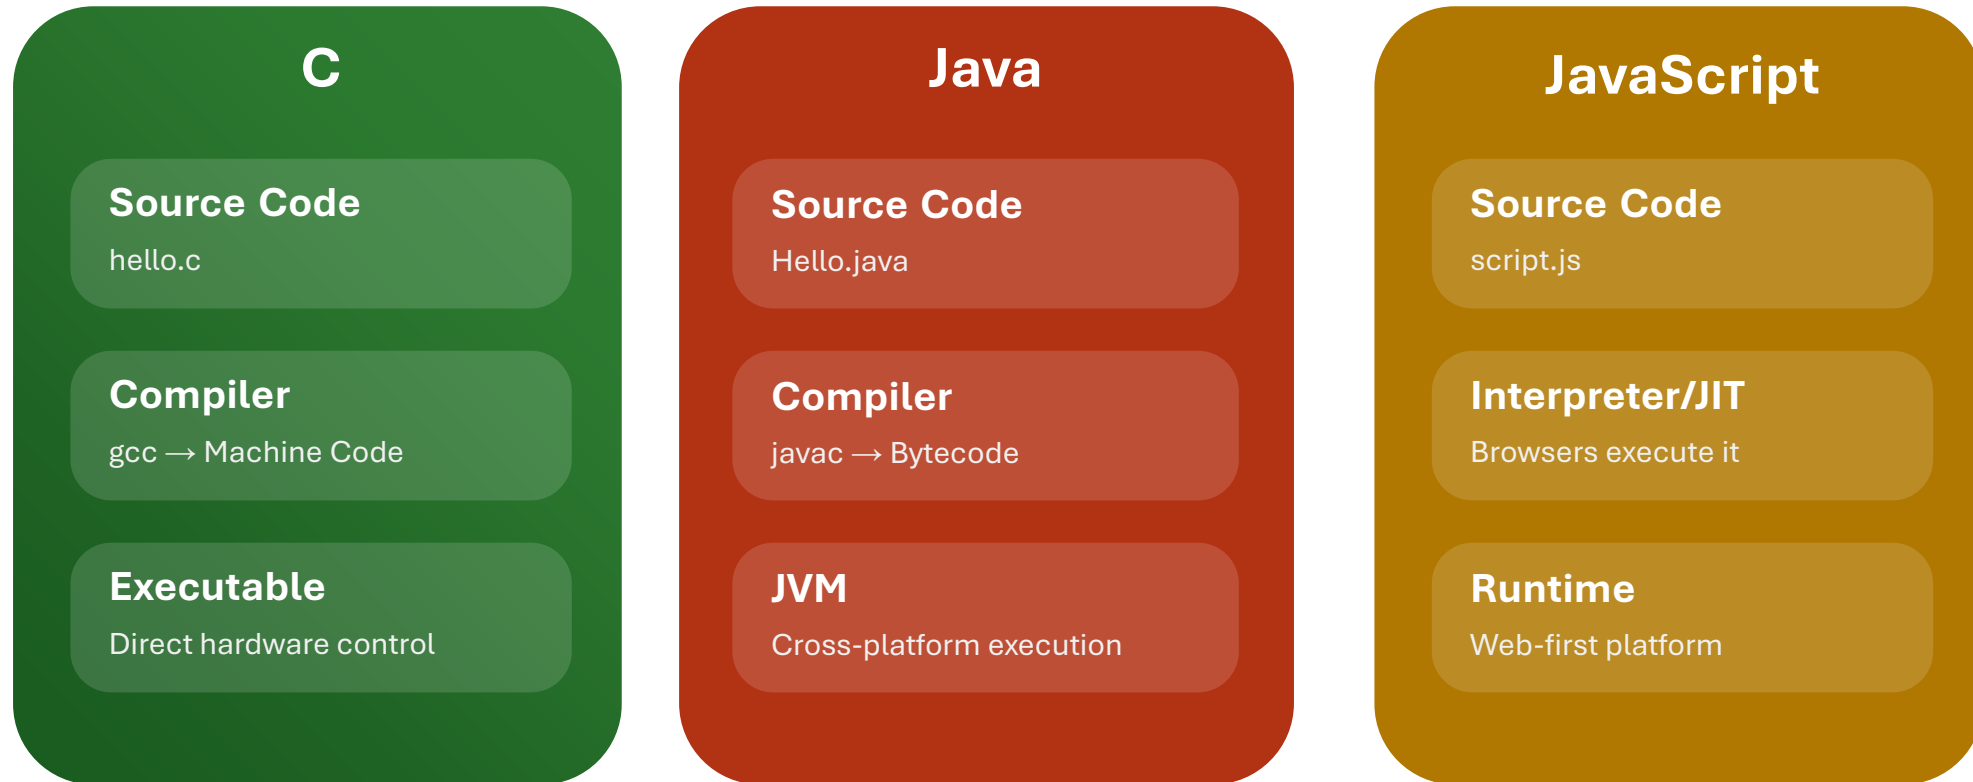 C
Source Code
hello.c
Compiler
gcc → Machine Code
Executable
Direct hardware control
Java
Source Code
Hello.java
Compiler
javac → Bytecode
JVM
Cross-platform execution
JavaScript
Source Code
script.js
Interpreter/JIT
Browsers execute it
Runtime
Web-first platform